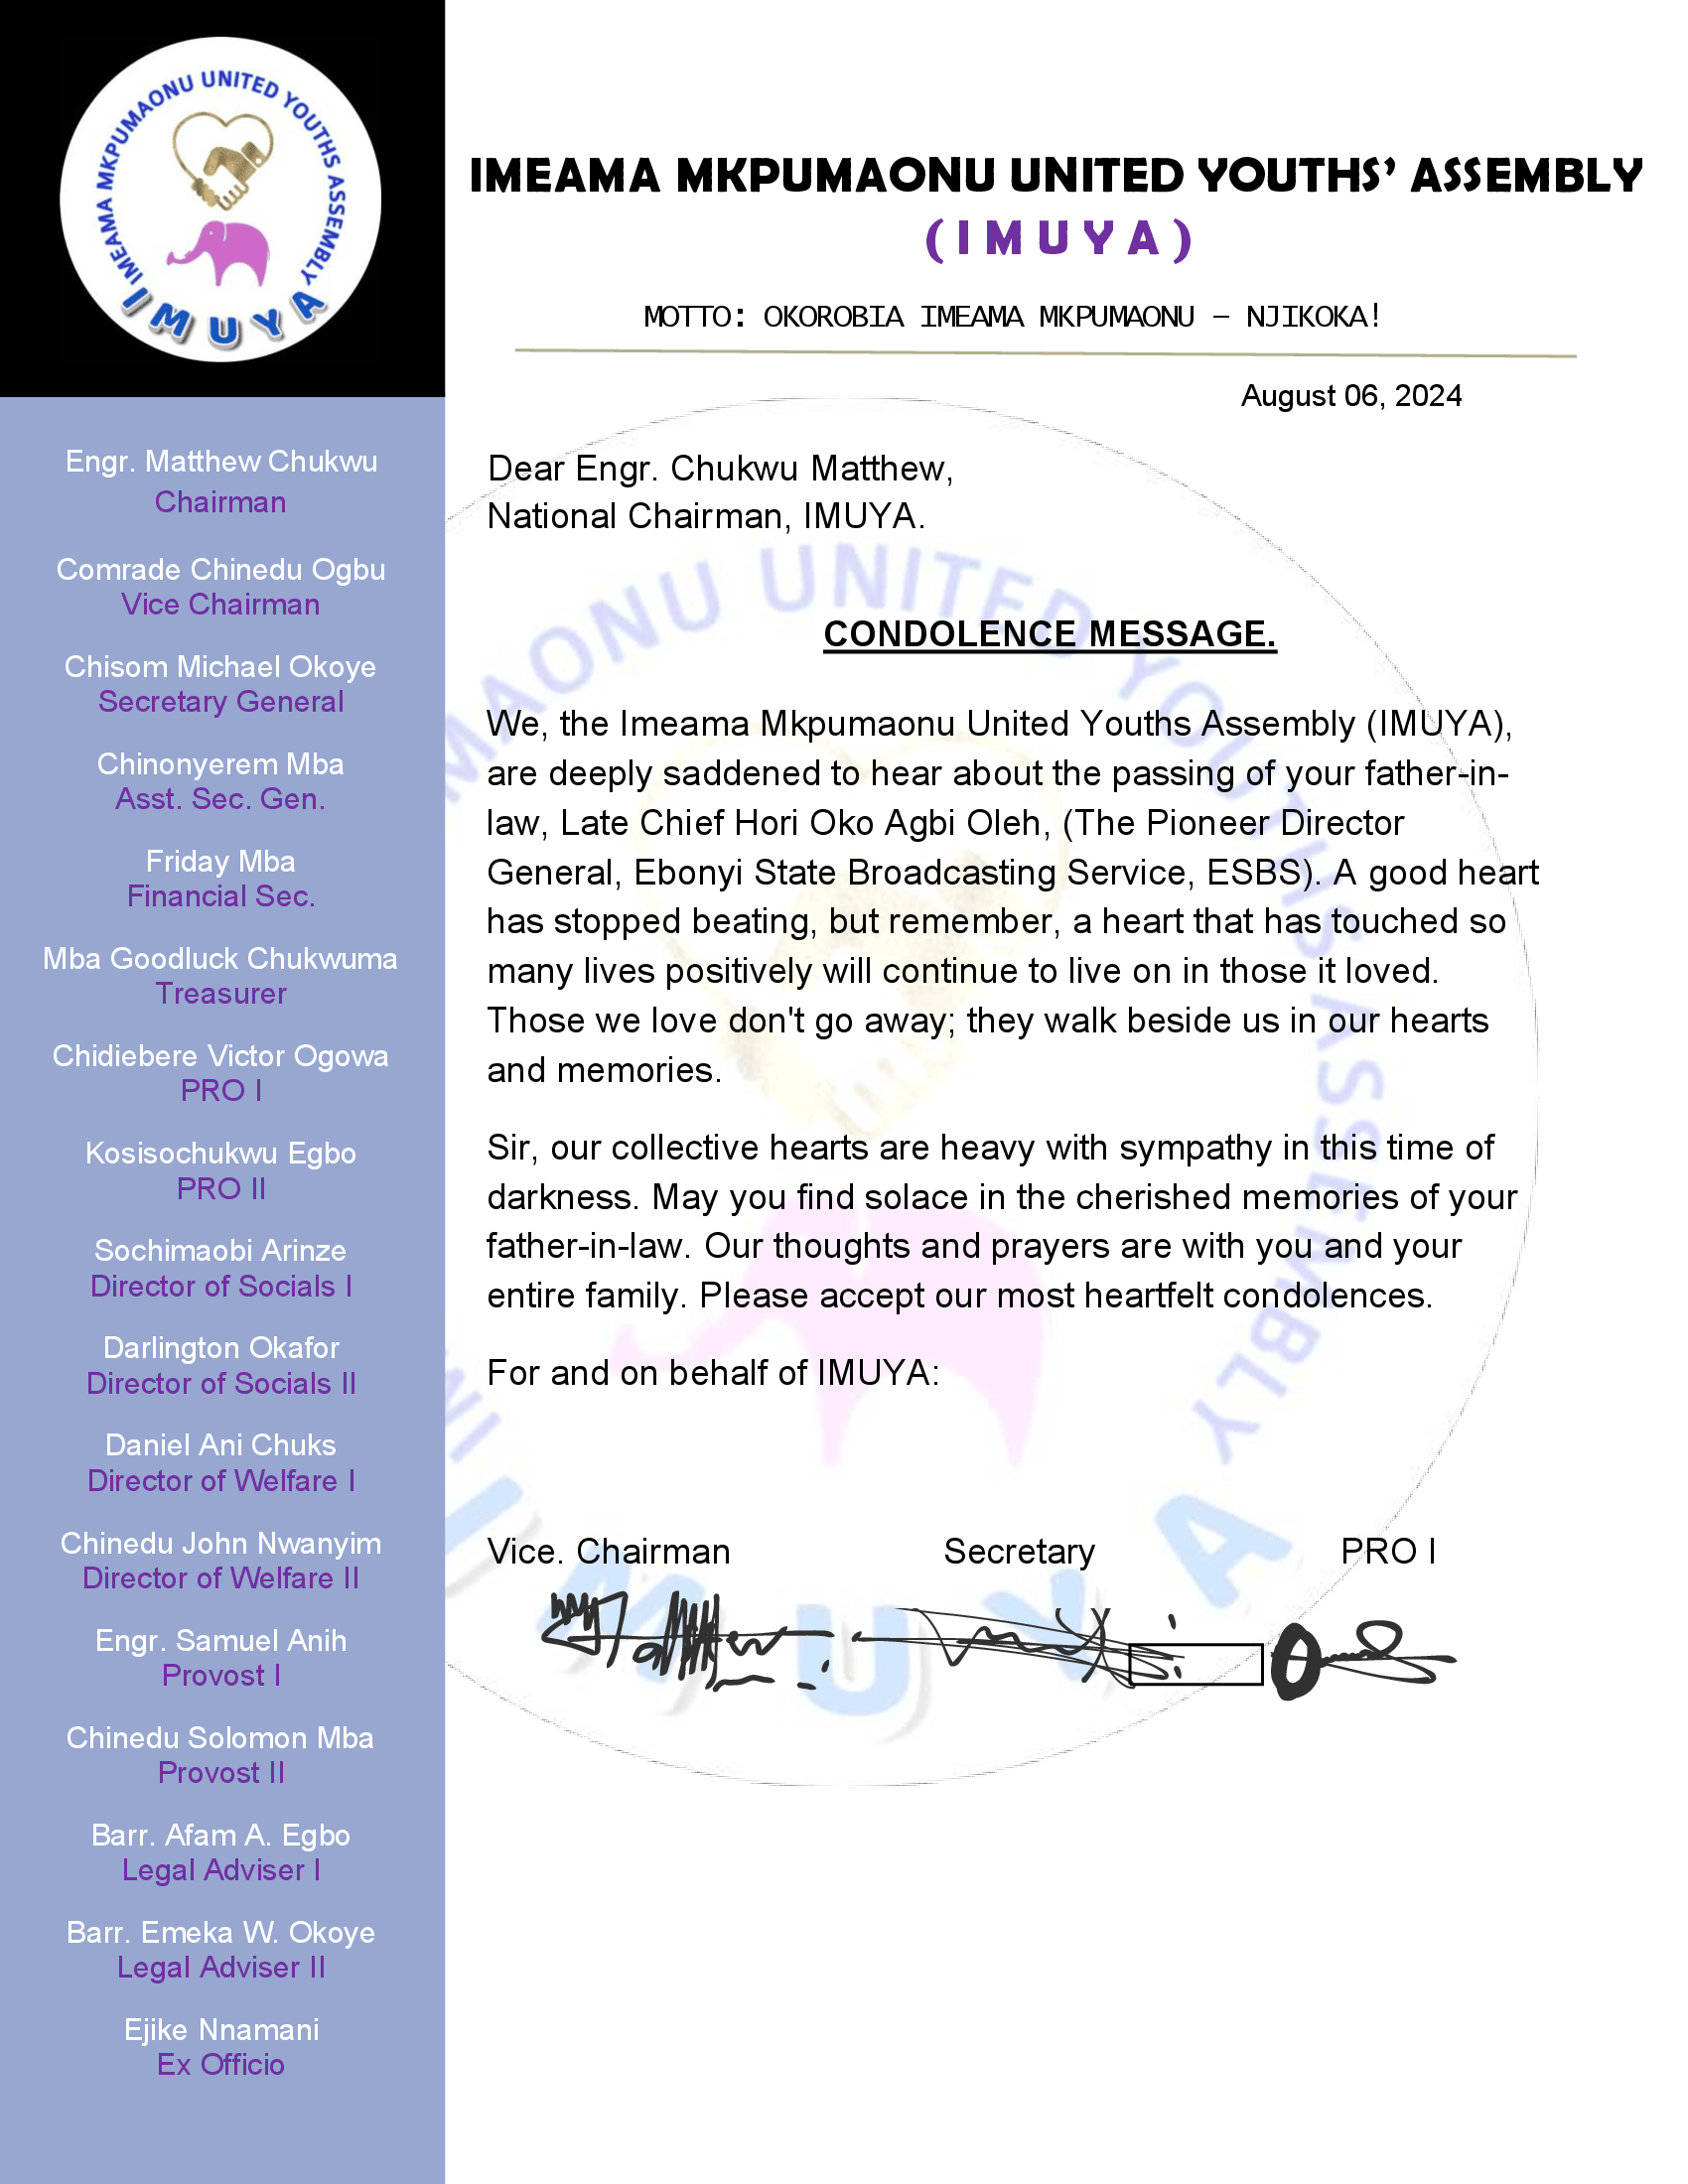 IMEAMA MKPUMAONU UNITED YOUTHS ASSEMBLY
IMUYA
IMEAMA MKPUMAONU UNITED YOUTHS’ ASSEMBLY
(IMUYA)
MOTTO: OKOROBIA IMEAMA MKPUMAONU – NJIKOKA!
August 06, 2024
Engr. Matthew Chukwu
Chairman
Comrade Chinedu Ogbu
Vice Chairman
Chisom Michael Okoye
Secretary General
Chinonyerem Mba
Asst. Sec. Gen.
Friday Mba
Financial Sec.
Mba Goodluck Chukwuma
Treasurer
Chidiebere Victor Ogowa
PRO I
Kosisochukwu Egbo
PRO II
Sochimaobi Arinze
Director of Socials I
Darlington Okafor
Director of Socials II
Daniel Ani Chuks
Director of Welfare I
Chinedu John Nwanyim
Director of Welfare II
Engr. Samuel Anih
Provost I
Chinedu Solomon Mba
Provost II
Barr. Afam A. Egbo
Legal Adviser I
Barr. Emeka W. Okoye
Legal Adviser II
Ejike Nnamani
Ex Officio
Dear Engr. Chukwu Matthew,
National Chairman, IMUYA.
CONDOLENCE MESSAGE.
We, the Imeama Mkpumaonu United Youths Assembly (IMUYA),
are deeply saddened to hear about the passing of your father-in-
law, Late Chief Hori Oko Agbi Oleh, (The Pioneer Director
General, Ebonyi State Broadcasting Service, ESBS). A good heart
has stopped beating, but remember, a heart that has touched so
many lives positively will continue to live on in those it loved.
Those we love don't go away; they walk beside us in our hearts
and memories.
Sir, our collective hearts are heavy with sympathy in this time of
darkness. May you find solace in the cherished memories of your
father-in-law. Our thoughts and prayers are with you and your
entire family. Please accept our most heartfelt condolences.
For and on behalf of IMUYA:
Vice. Chairman Secretary PRO I